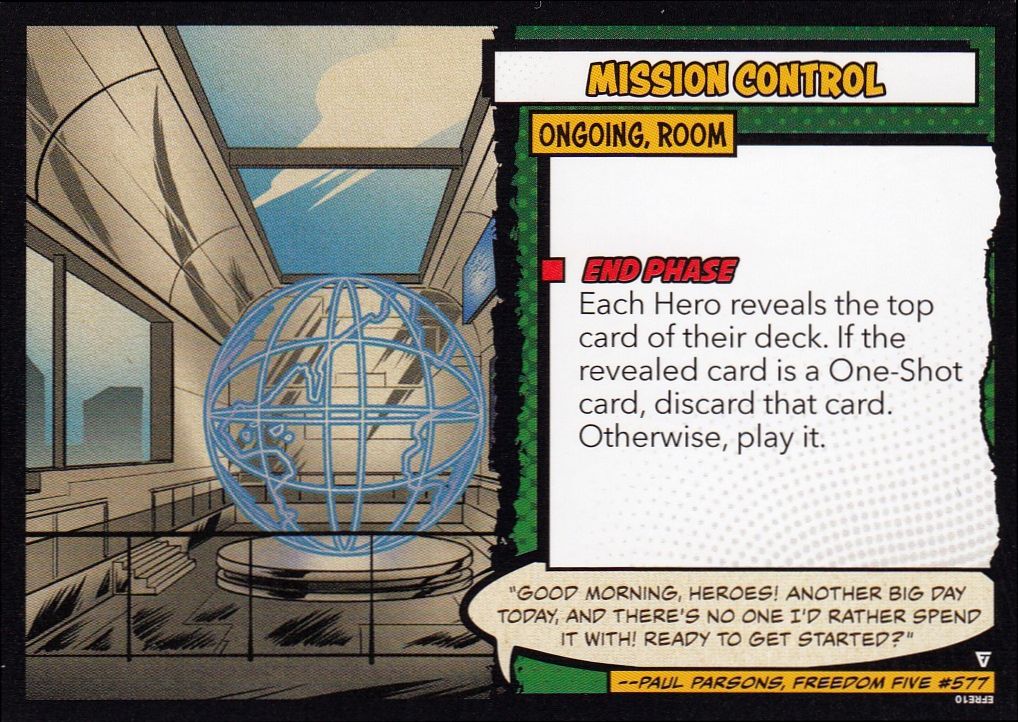 MISSION CONTROL
ONGOING, ROOM
END PHASE
Each Hero reveals the top
card of their deck. If the
revealed card is a One-Shot
card, discard that card.
Otherwise, play it.
"GOOD MORNING, HEROES! ANOTHER BIG DAY
TODAY, AND THERE'S NO ONE I'D RATHER SPEND
IT WITH! READY TO GET STARTED?"
--PAUL PARSONS, FREEDOM FIVE #577
EFRE10